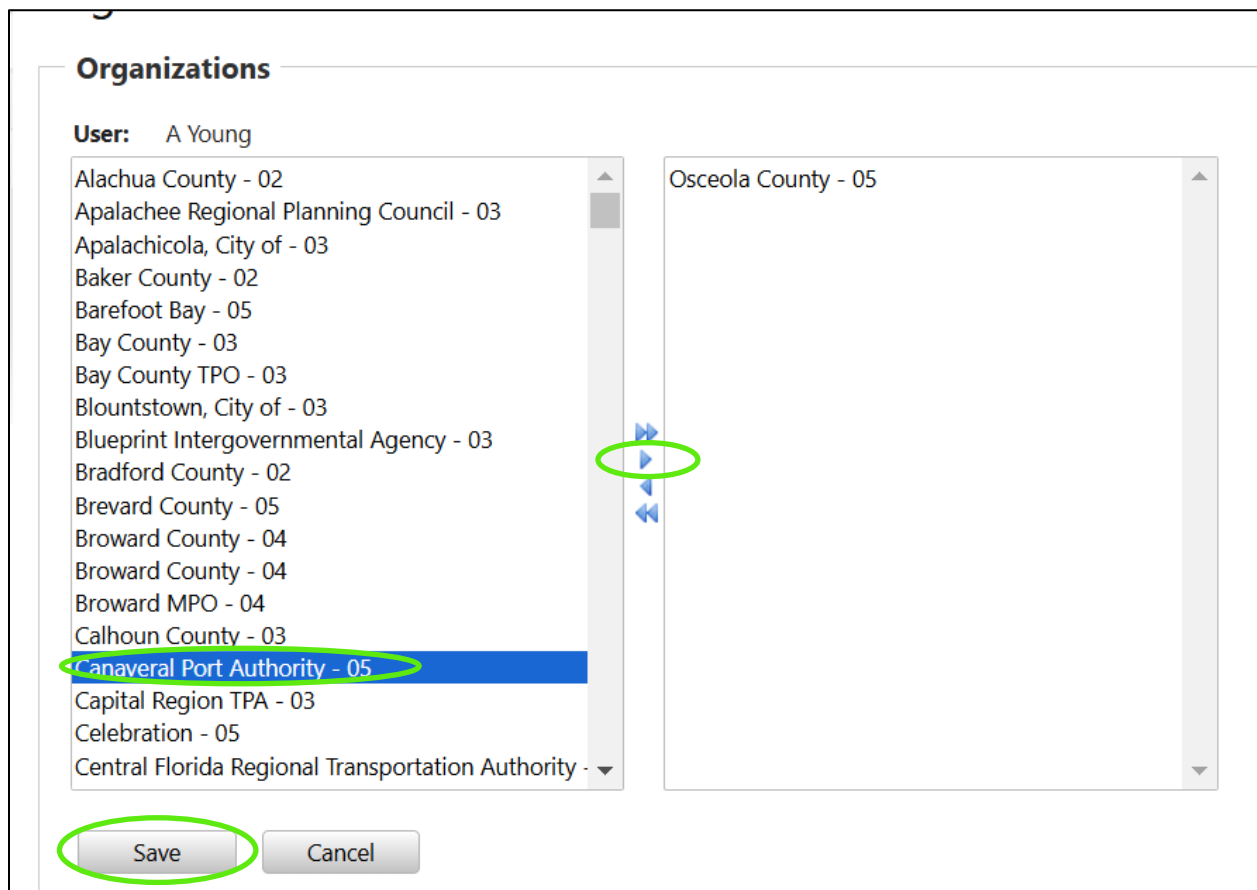 Organizations
User: A Young
Alachua County - 02
Apalachee Regional Planning Council - 03
Apalachicola, City of - 03
Baker County - 02
Barefoot Bay - 05
Bay County - 03
Bay County TPO - 03
Blountstown, City of - 03
Blueprint Intergovernmental Agency - 03
Bradford County - 02
Brevard County - 05
Broward County - 04
Broward County - 04
Broward MPO - 04
Calhoun County - 03
Canaveral Port Authority - 05
Capital Region TPA - 03
Celebration - 05
Central Florida Regional Transportation Authority -
Osceola County - 05
Save Cancel